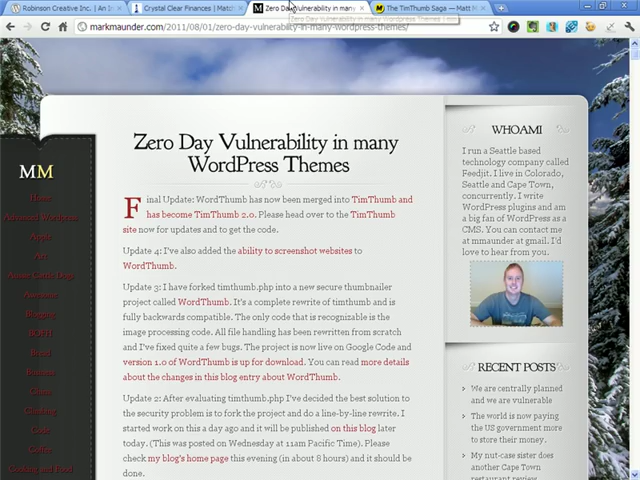 Robinson Creative Inc. | An In
Crystal Clear Finances | Match
Zero Day Vulnerability in many
The TimThumb Saga — Matt M
markmaunder.com/2011/08/01/zero-day-vulnerability-in-many-wordpress-themes/
Zero Day Vulnerability in many Wordpress Themes
MM
Home
Advanced Wordpress
Apple
Art
Aussie Cattle Dogs
Awesome
Blogging
BOFH
Bread
Business
Chess
Climbing
Code
Coffee
Cooking and Food
Zero Day Vulnerability in many
WordPress Themes
Final Update: WordThumb has now been merged into TimThumb and
has become TimThumb 2.0. Please head over to the TimThumb
site now for updates and to get the code.
Update 4: I've also added the ability to screenshot websites to
WordThumb.
Update 3: I have forked timthumb.php into a new secure thumbnailer
project called WordThumb. It's a complete rewrite of timthumb and is
fully backwards compatible. The only code that is recognizable is the
image processing code. All file handling has been rewritten from scratch
and I've fixed quite a few bugs. The project is now live on Google Code and
version 1.0 of WordThumb is up for download. You can read more details
about the changes in this blog entry about WordThumb.
Update 2: After evaluating timthumb.php I've decided the best solution to
the security problem is to fork the project and do a line-by-line rewrite. I
started work on this a day ago and it will be published on this blog later
today. (This was posted on Wednesday at 11am Pacific Time). Please
check my blog's home page this evening (in about 8 hours) and it should be
done.
WHOAMI
I run a Seattle based
technology company called
Feedjit. I live in Colorado,
Seattle and Cape Town,
concurrently. I write
WordPress plugins and am
a big fan of WordPress as a
CMS. You can contact me
at mmaunder at gmail. I'd
love to hear from you.
RECENT POSTS
We are centrally planned
and we are vulnerable
The world is now paying
the US government more
to store their money.
My nut-case sister does
another Cape Town
restaurant review